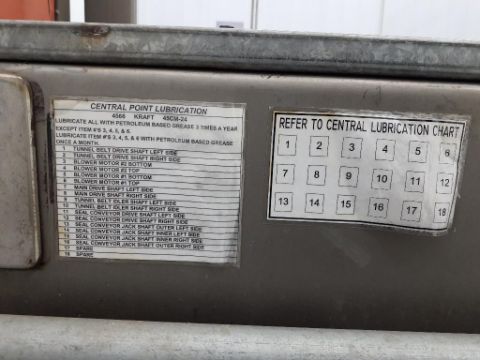 CENTRAL POINT LUBRICATION
4566 KRAFT 48CM-24
LUBRICATE ALL WITH PETROLEUM BASED GREASE 3 TIMES A YEAR
EXCEPT ITEM #'S 3, 4, 5, & 6.
LUBRICATE ITEM #'S 3, 4, 5, & 6 WITH PETROLEUM BASED GREASE
ONCE A MONTH.
1 TUNNEL BELT DRIVE SHAFT LEFT SIDE
2 TUNNEL BELT DRIVE SHAFT RIGHT SIDE
3 BLOWER MOTOR #2 BOTTOM
4 BLOWER MOTOR #2 TOP
5 BLOWER MOTOR #1 BOTTOM
6 BLOWER MOTOR #1 TOP
7 MAIN DRIVE SHAFT LEFT SIDE
8 MAIN DRIVE SHAFT RIGHT SIDE
9 TUNNEL BELT IDLER SHAFT LEFT SIDE
10 TUNNEL BELT IDLER SHAFT RIGHT SIDE
11 SEAL CONVEYOR DRIVE SHAFT LEFT SIDE
12 SEAL CONVEYOR DRIVE SHAFT RIGHT SIDE
13 SEAL CONVEYOR JACK SHAFT OUTER LEFT SIDE
14 SEAL CONVEYOR JACK SHAFT INNER LEFT SIDE
15 SEAL CONVEYOR JACK SHAFT INNER RIGHT SIDE
16 SEAL CONVEYOR JACK SHAFT OUTER RIGHT SIDE
17 SPARE
18 SPARE
REFER TO CENTRAL LUBRICATION CHART
1 2 3 4 5 6
7 8 9 10 11 12
13 14 15 16 17 18